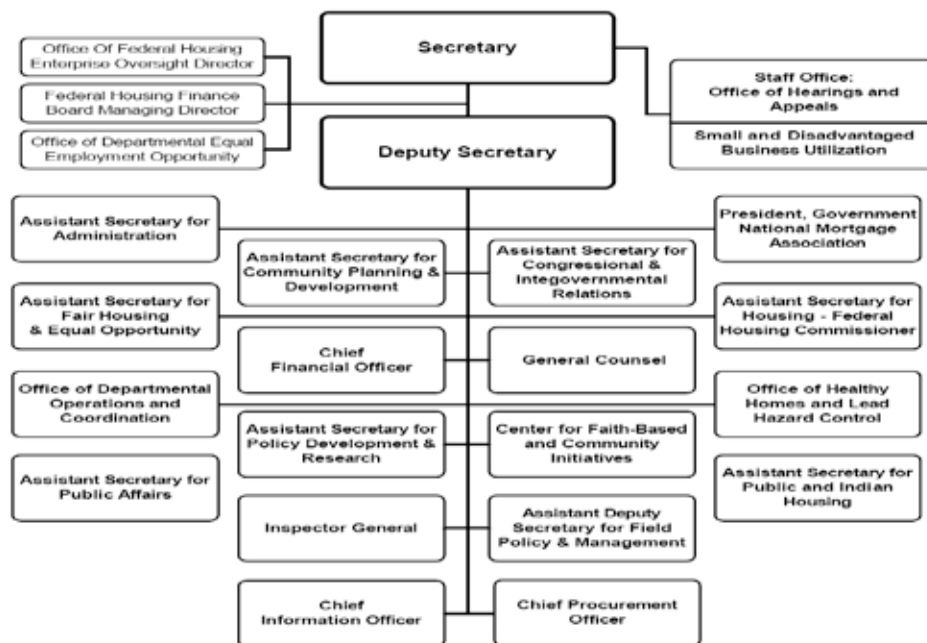 Secretary
Office Of Federal Housing
Enterprise Oversight Director
Federal Housing Finance
Board Managing Director
Office of Departmental Equal
Employment Opportunity
Staff Office:
Office of Hearings and
Appeals
Small and Disadvantaged
Business Utilization
Deputy Secretary
Assistant Secretary for
Administration
President, Government
National Mortgage
Association
Assistant Secretary for
Community Planning &
Development
Assistant Secretary for
Congressional &
Integovernmental
Relations
Assistant Secretary for
Fair Housing
& Equal Opportunity
Assistant Secretary for
Housing - Federal
Housing Commissioner
Chief
Financial Officer
General Counsel
Office of Departmental
Operations and
Coordination
Office of Healthy
Homes and Lead
Hazard Control
Assistant Secretary for
Policy Development &
Research
Center for Faith-Based
and Community
Initiatives
Assistant Secretary for
Public Affairs
Assistant Secretary for
Public and Indian
Housing
Inspector General
Assistant Deputy
Secretary for Field
Policy & Management
Chief
Information Officer
Chief Procurement
Officer